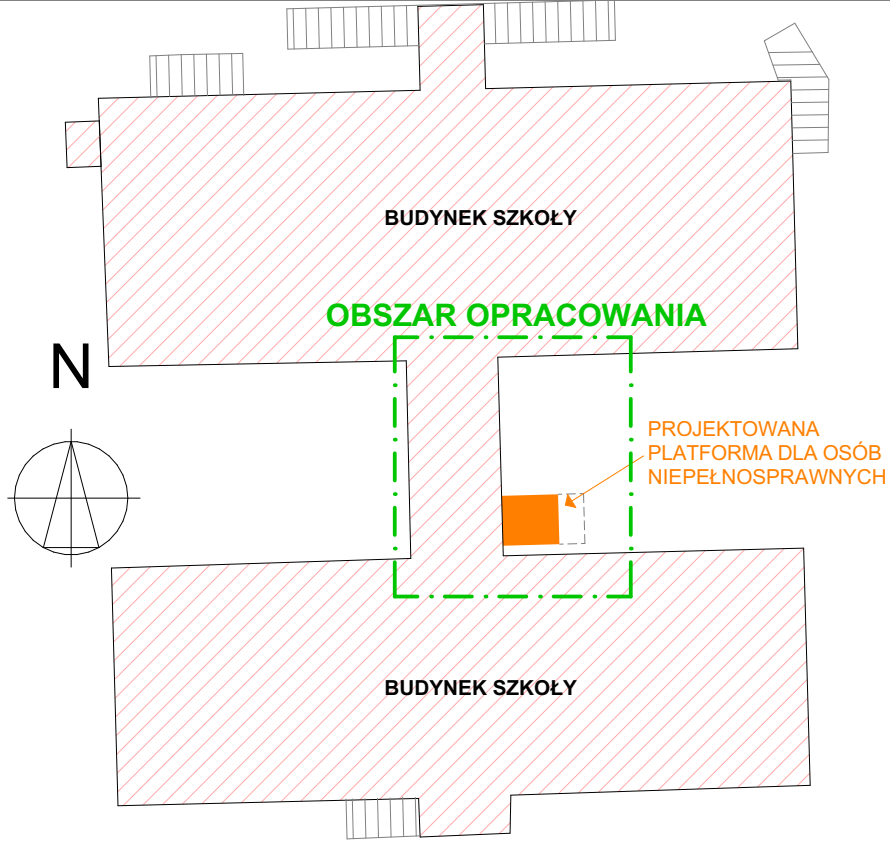 BUDYNEK SZKOŁY
OBSZAR OPRACOWANIA
N
PROJEKTOWANA
PLATFORMA DLA OSÓB
NIEPEŁNOSPRAWNYCH
BUDYNEK SZKOŁY